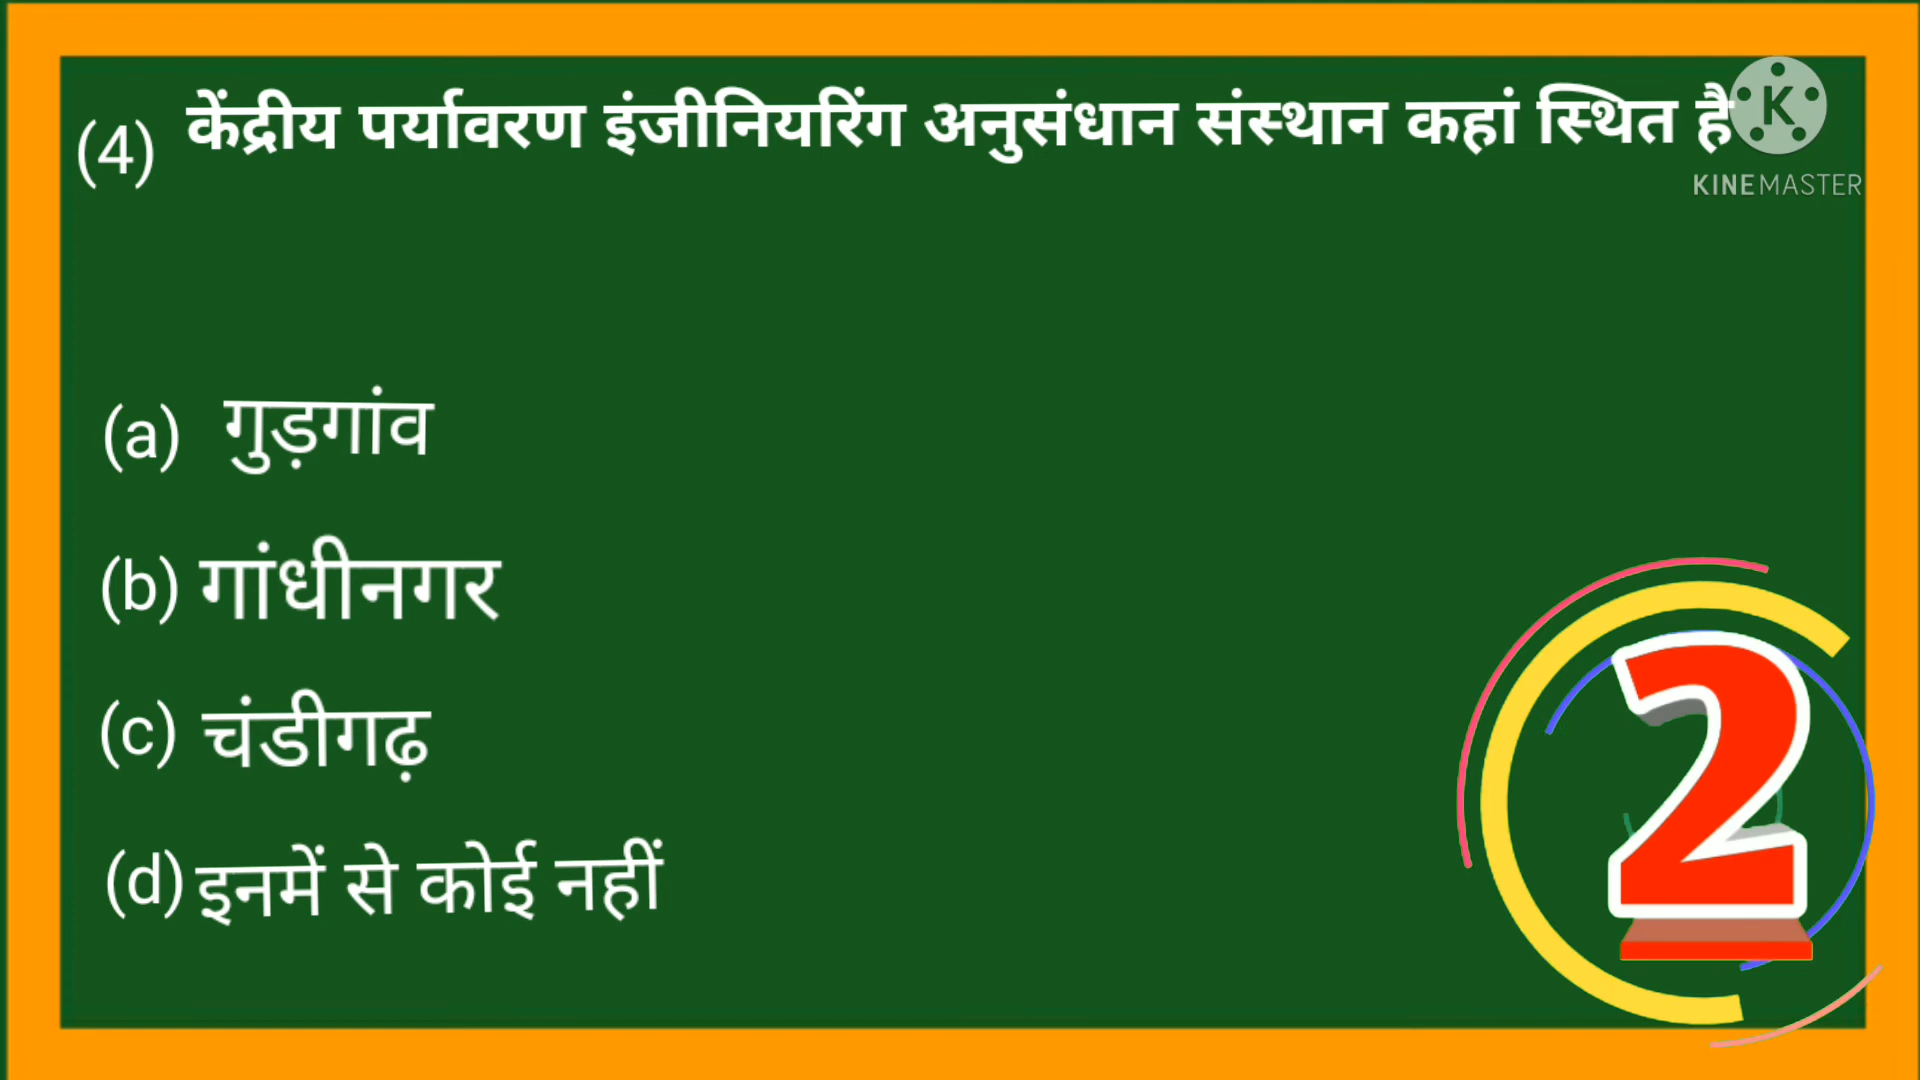 (4) केंद्रीय पर्यावरण इंजीनियरिंग अनुसंधान संस्थान कहां स्थित है
K
KINEMASTER
(a) गुड़गांव
(b) गांधीनगर
(c) चंडीगढ़
(d) इनमें से कोई नहीं
2